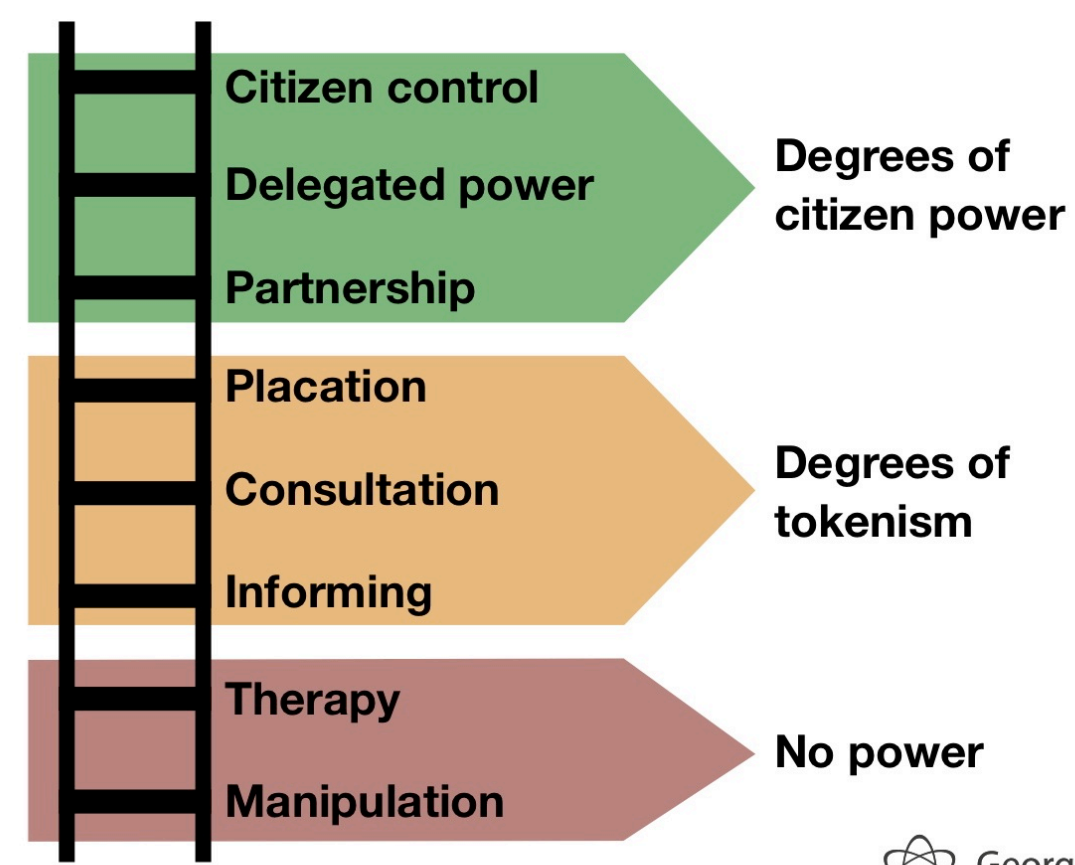 Citizen control
Delegated power
Partnership
Degrees of
citizen power
Placation
Consultation
Informing
Degrees of
tokenism
Therapy
Manipulation
No power